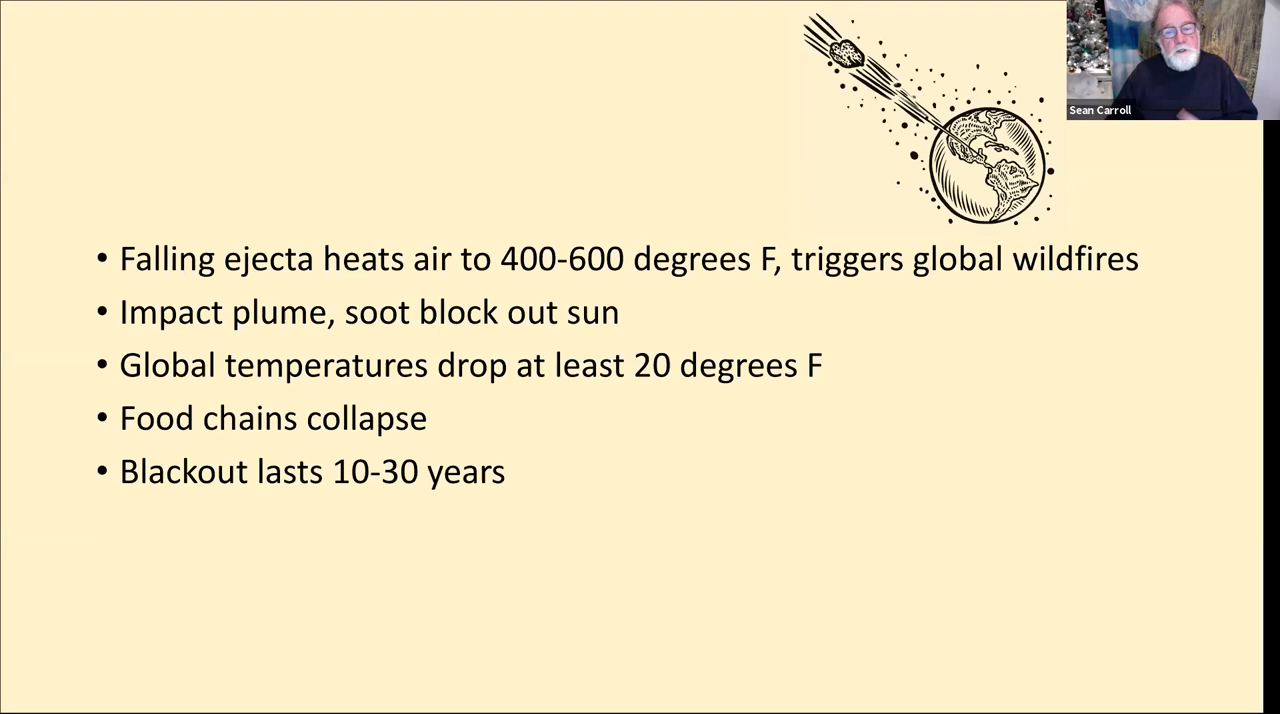 Sean Carroll
• Falling ejecta heats air to 400-600 degrees F, triggers global wildfires
• Impact plume, soot block out sun
• Global temperatures drop at least 20 degrees F
• Food chains collapse
• Blackout lasts 10-30 years